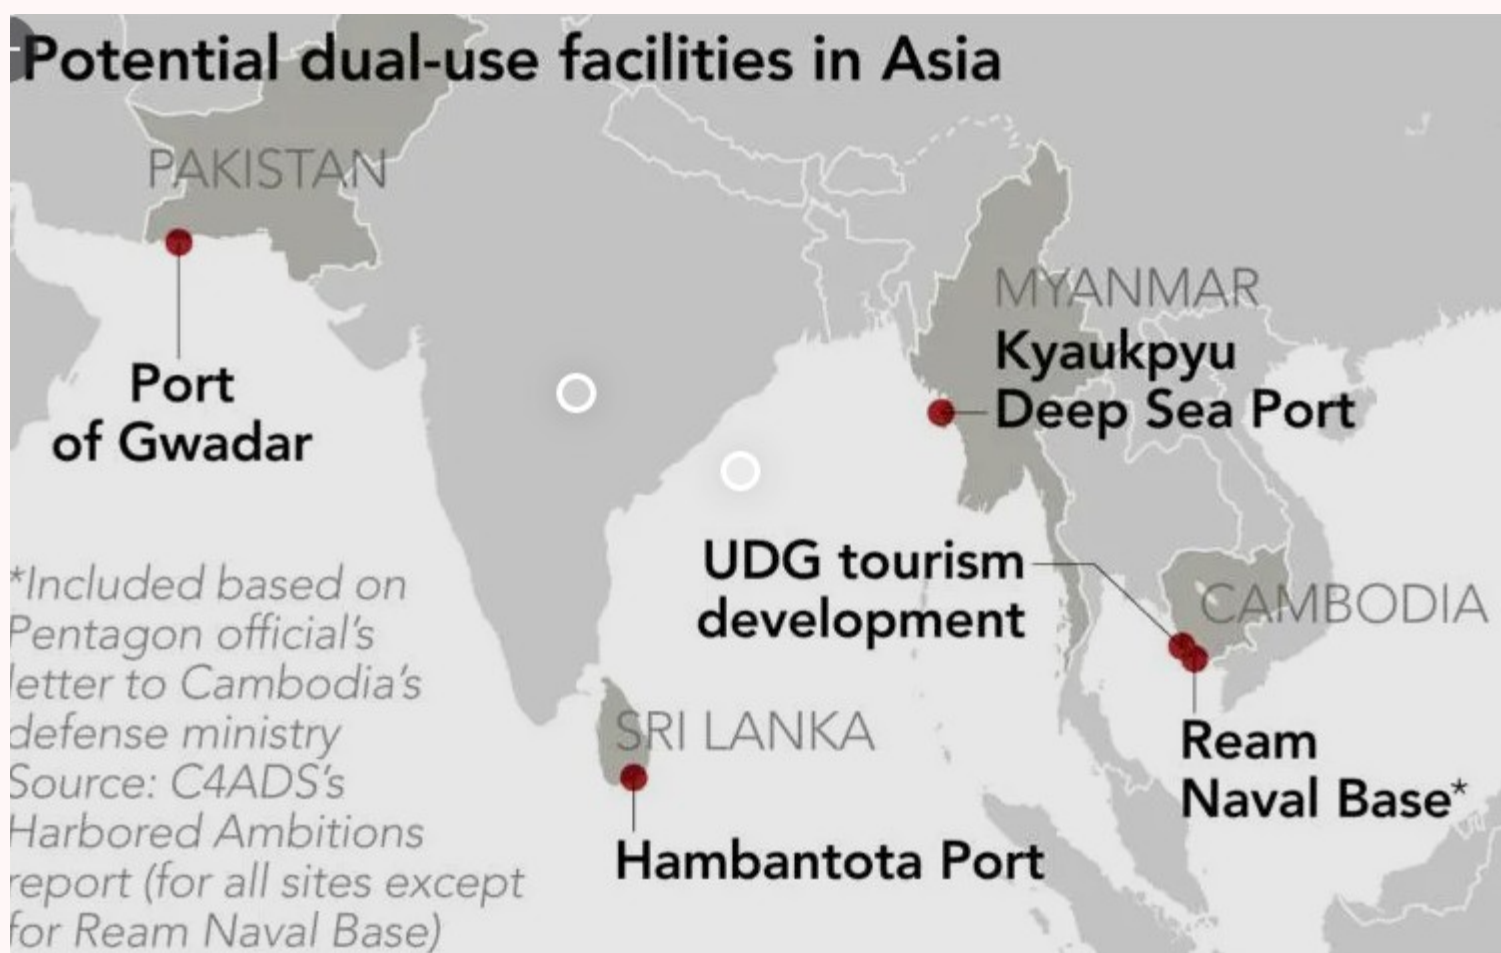 Potential dual-use facilities in Asia
PAKISTAN
Port
of Gwadar
MYANMAR
Kyaukpyu
Deep Sea Port
UDG tourism
development
CAMBODIA
Ream
Naval Base*
SRI LANKA
Hambantota Port
*Included based on
Pentagon official's
letter to Cambodia's
defense ministry
Source: C4ADS's
Harbored Ambitions
report (for all sites except
for Ream Naval Base)